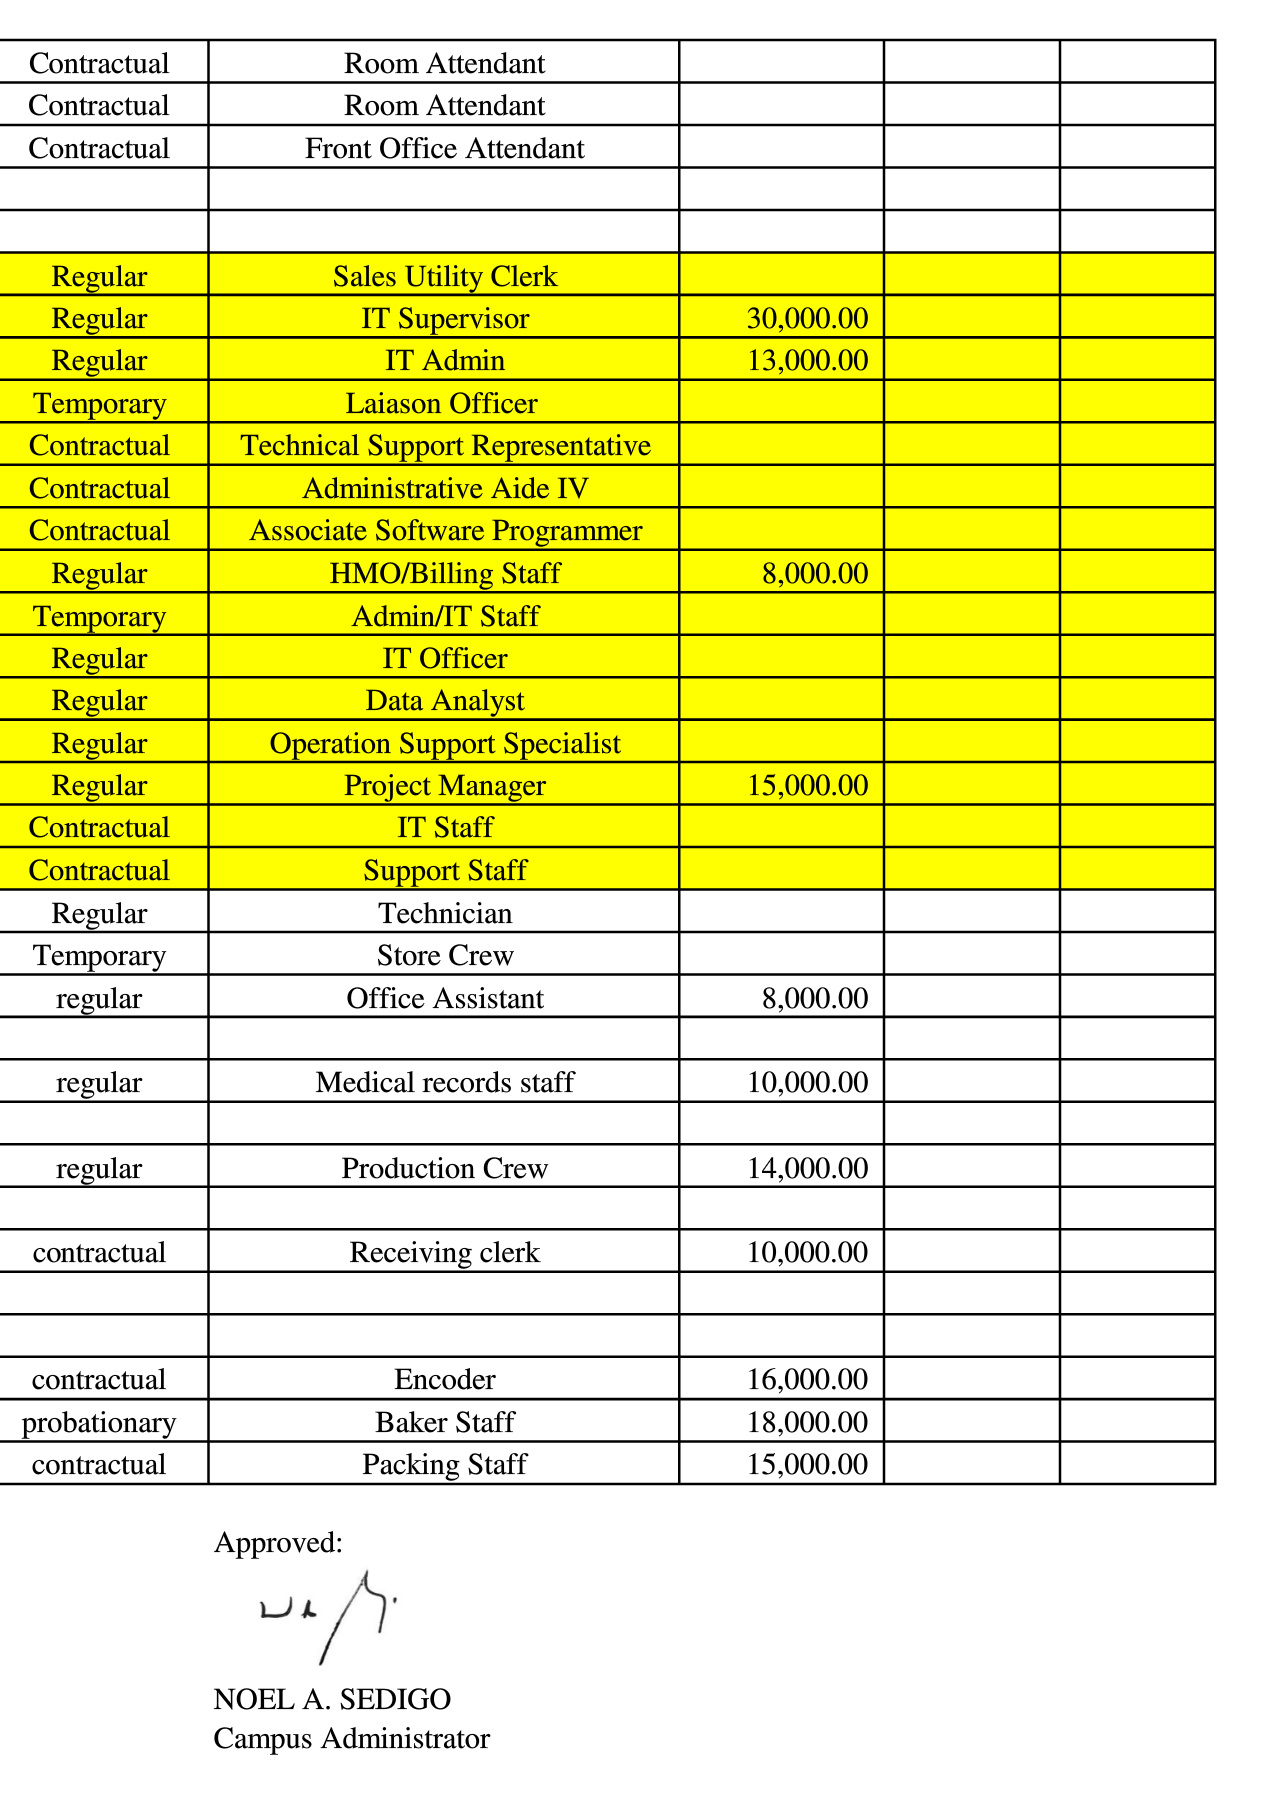 Contractual Room Attendant
Contractual Room Attendant
Contractual Front Office Attendant
Regular Sales Utility Clerk
Regular IT Supervisor 30,000.00
Regular IT Admin 13,000.00
Temporary Laiason Officer
Contractual Technical Support Representative
Contractual Administrative Aide IV
Contractual Associate Software Programmer
Regular HMO/Billing Staff 8,000.00
Temporary Admin/IT Staff
Regular IT Officer
Regular Data Analyst
Regular Operation Support Specialist
Regular Project Manager 15,000.00
Contractual IT Staff
Contractual Support Staff
Regular Technician
Temporary Store Crew
regular Office Assistant 8,000.00
regular Medical records staff 10,000.00
regular Production Crew 14,000.00
contractual Receiving clerk 10,000.00
contractual Encoder 16,000.00
probationary Baker Staff 18,000.00
contractual Packing Staff 15,000.00
Approved:
NOEL A. SEDIGO
Campus Administrator